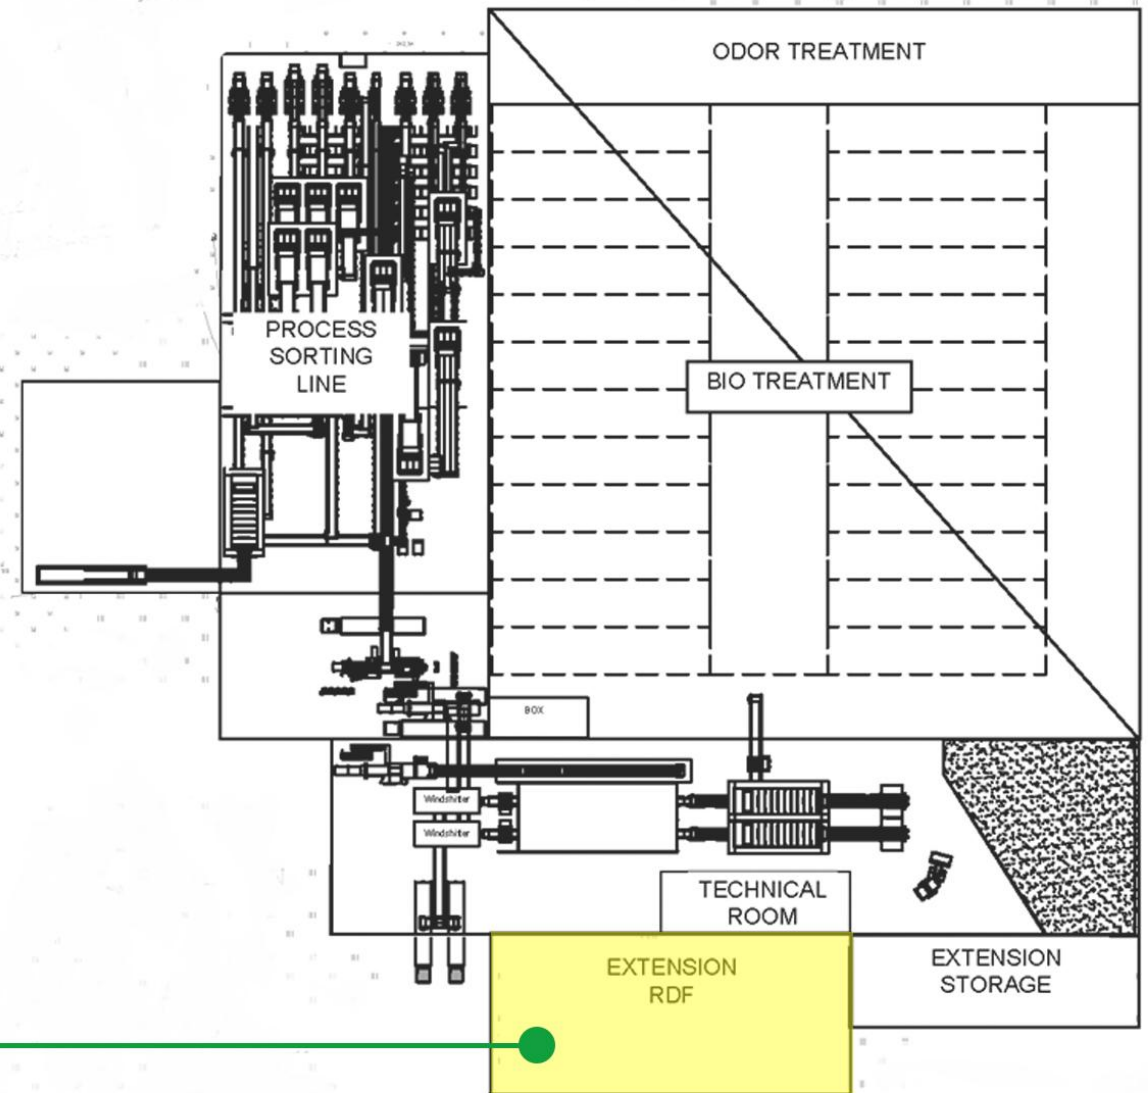 ODOR TREATMENT
PROCESS
SORTING
LINE
BIO TREATMENT
BOX
Windshifter
Windshifter
TECHNICAL
ROOM
EXTENSION
RDF
EXTENSION
STORAGE